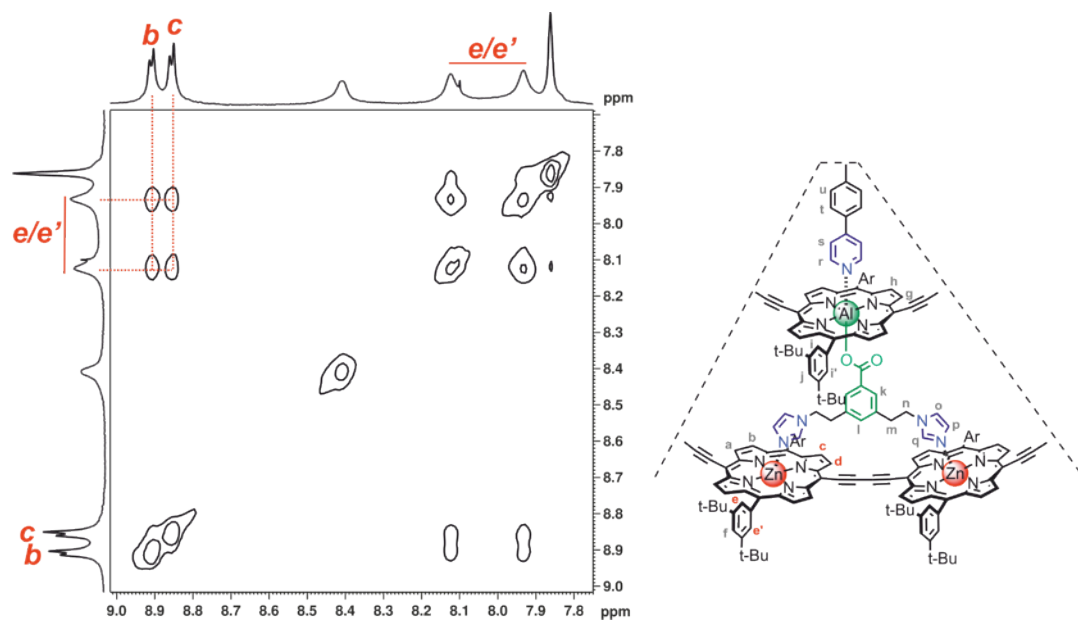 b c
e/e'
ppm
7.8
7.9
8.0
8.1
8.2
8.3
8.4
8.5
8.6
8.7
8.8
8.9
9.0
e/e'
c
b
9.0 8.9 8.8 8.7 8.6 8.5 8.4 8.3 8.2 8.1 8.0 7.9 7.8 ppm
u
t
s
r
N
Ar
h
g
N N
Al
N N
t-Bu
i
i'
j
O
O
t-Bu
k
l
m
n
N
N
N
o
p
q
N
N
Ar
Ar
a
b
c
d
N N
Zn
N N
N N
Zn
N N
t-Bu
e
f
e'
t-Bu
t-Bu
t-Bu